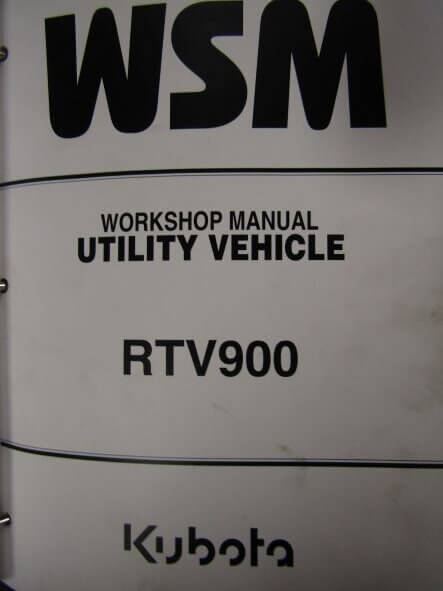 WSM
WORKSHOP MANUAL
UTILITY VEHICLE
RTV900
Kubota